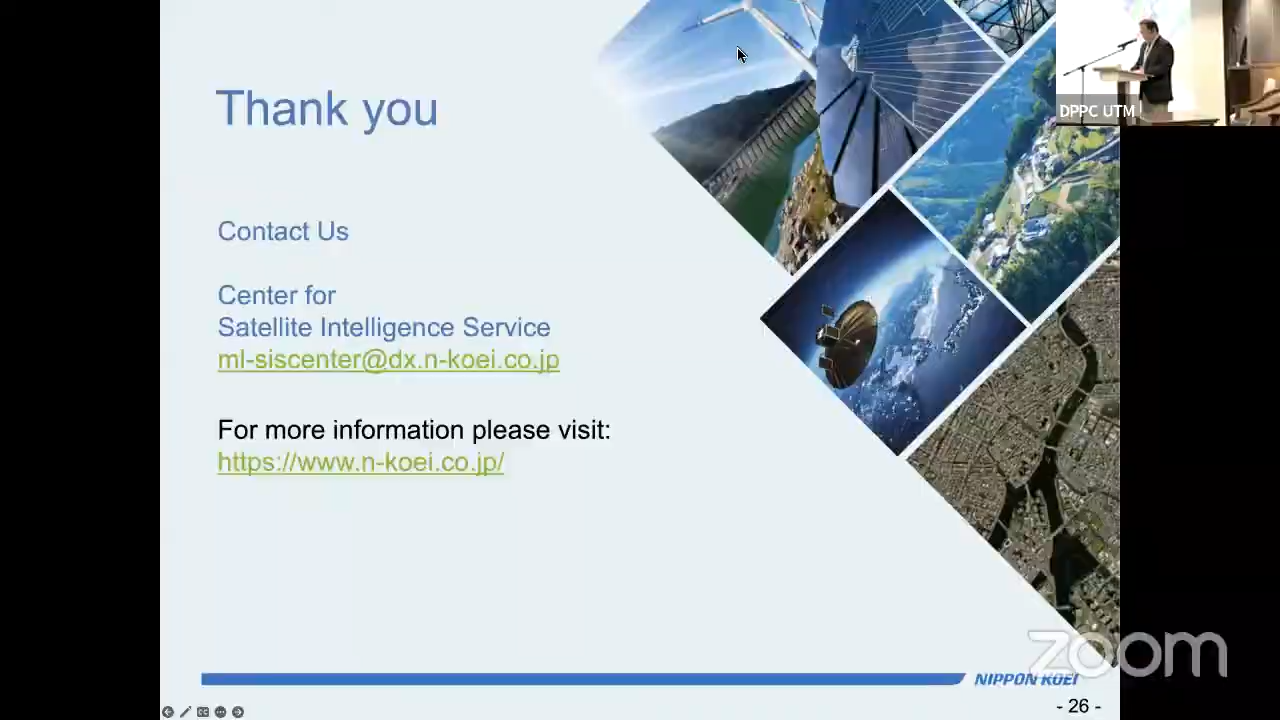 Thank you
DPPC UTM
Contact Us
Center for
Satellite Intelligence Service
ml-siscenter@dx.n-koei.co.jp
For more information please visit:
https://www.n-koei.co.jp/
zoom
NIPPON KOEI
- 26 -